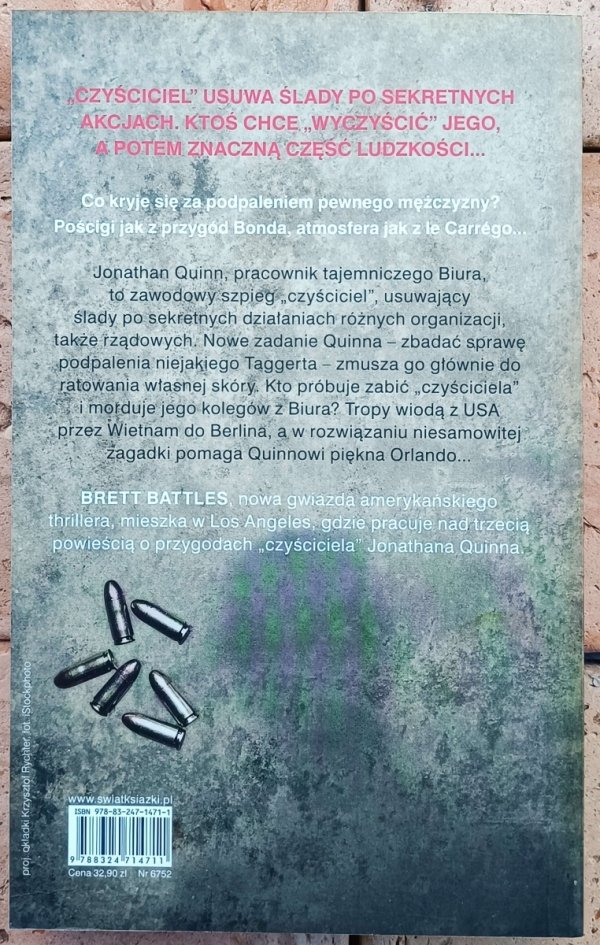 „CZYŚCICIEL” USUWA ŚLADY PO SEKRETNYCH
AKCJACH. KTOŚ CHCE „WYCZYŚCIĆ” JEGO,
A POTEM ZNACZNĄ CZĘŚĆ LUDZKOŚCI...
Co kryje się za podpaleniem pewnego mężczyzny?
Pościgi jak z przygód Bonda, atmosfera jak z le Carrégo...
Jonathan Quinn, pracownik tajemniczego Biura,
to zawodowy szpieg „czyściciel”, usuwający
ślady po sekretnych działaniach różnych organizacji,
także rządowych. Nowe zadanie Quinna – zbadać sprawę
podpalenia niejakiego Taggerta – zmusza go głównie do
ratowania własnej skóry. Kto próbuje zabić „czyściciela”
i morduje jego kolegów z Biura? Tropy wiodą z USA
przez Wietnam do Berlina, a w rozwiązaniu niesamowitej
zagadki pomaga Quinnowi piękna Orlando...
BRETT BATTLES, nowa gwiazda amerykańskiego
thrillera, mieszka w Los Angeles, gdzie pracuje nad trzecią
powieścią o przygodach „czyściciela” Jonathana Quinna.
proj. okładki Krzysztof Rychter, fot. iStockphoto
www.swiatksiazki.pl
ISBN 978-83-247-1471-1
9 788324 714711
Cena 32,90 zł Nr 6752